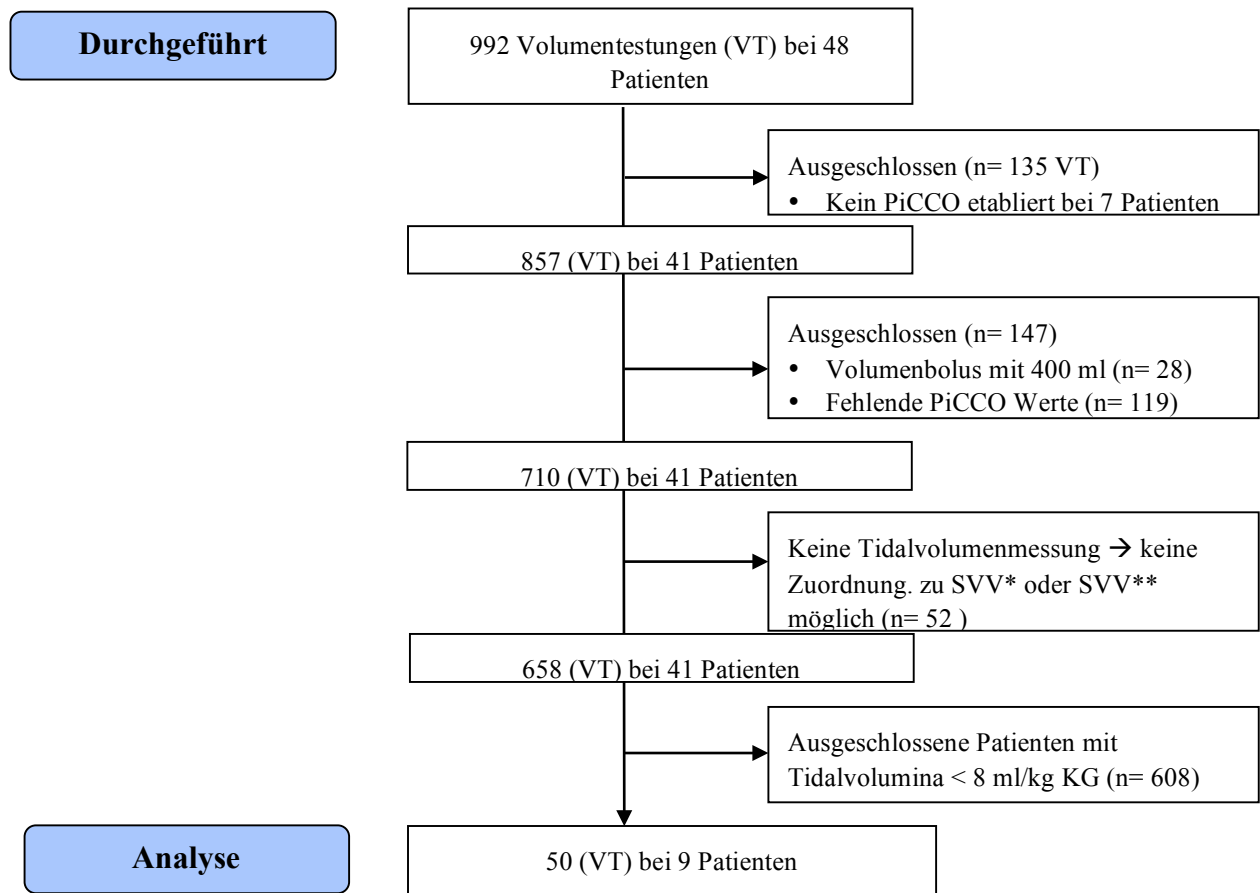 Durchgeführt
992 Volumentestungen (VT) bei 48
Patienten
Ausgeschlossen (n= 135 VT)
• Kein PiCCO etabliert bei 7 Patienten
857 (VT) bei 41 Patienten
Ausgeschlossen (n= 147)
• Volumenbolus mit 400 ml (n= 28)
• Fehlende PiCCO Werte (n= 119)
710 (VT) bei 41 Patienten
Keine Tidalvolumenmessung → keine
Zuordnung. zu SVV* oder SVV**
möglich (n= 52 )
658 (VT) bei 41 Patienten
Ausgeschlossene Patienten mit
Tidalvolumina < 8 ml/kg KG (n= 608)
Analyse
50 (VT) bei 9 Patienten